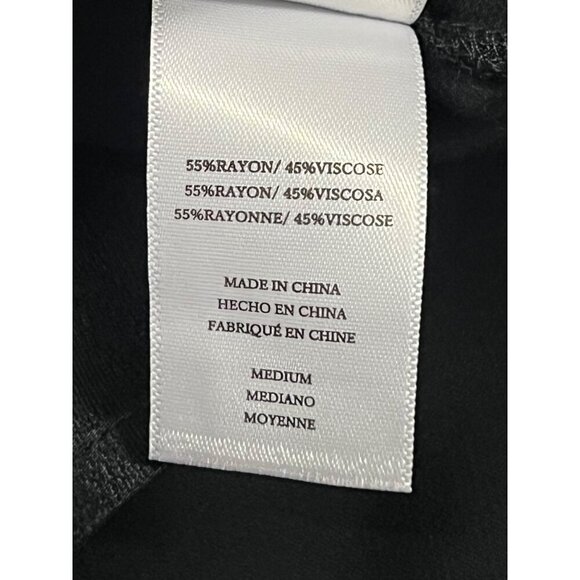 55%RAYON/ 45%VISCOSE
55%RAYON/ 45%VISCOSA
55%RAYONNE/ 45%VISCOSE
MADE IN CHINA
HECHO EN CHINA
FABRIQUÉ EN CHINE
MEDIUM
MEDIANO
MOYENNE